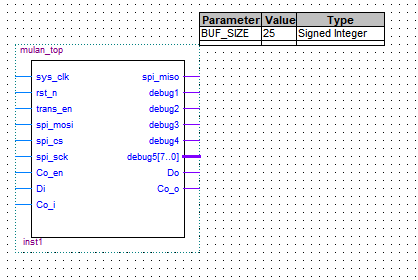 Parameter Value Type
BUF_SIZE 25 Signed Integer
mulan_top
sys_clk spi_miso
rst_n debug1
trans_en debug2
spi_mosi debug3
spi_cs debug4
spi_sck debug5[7..0]
Co_en Do
Di Co_o
Co_i
inst1